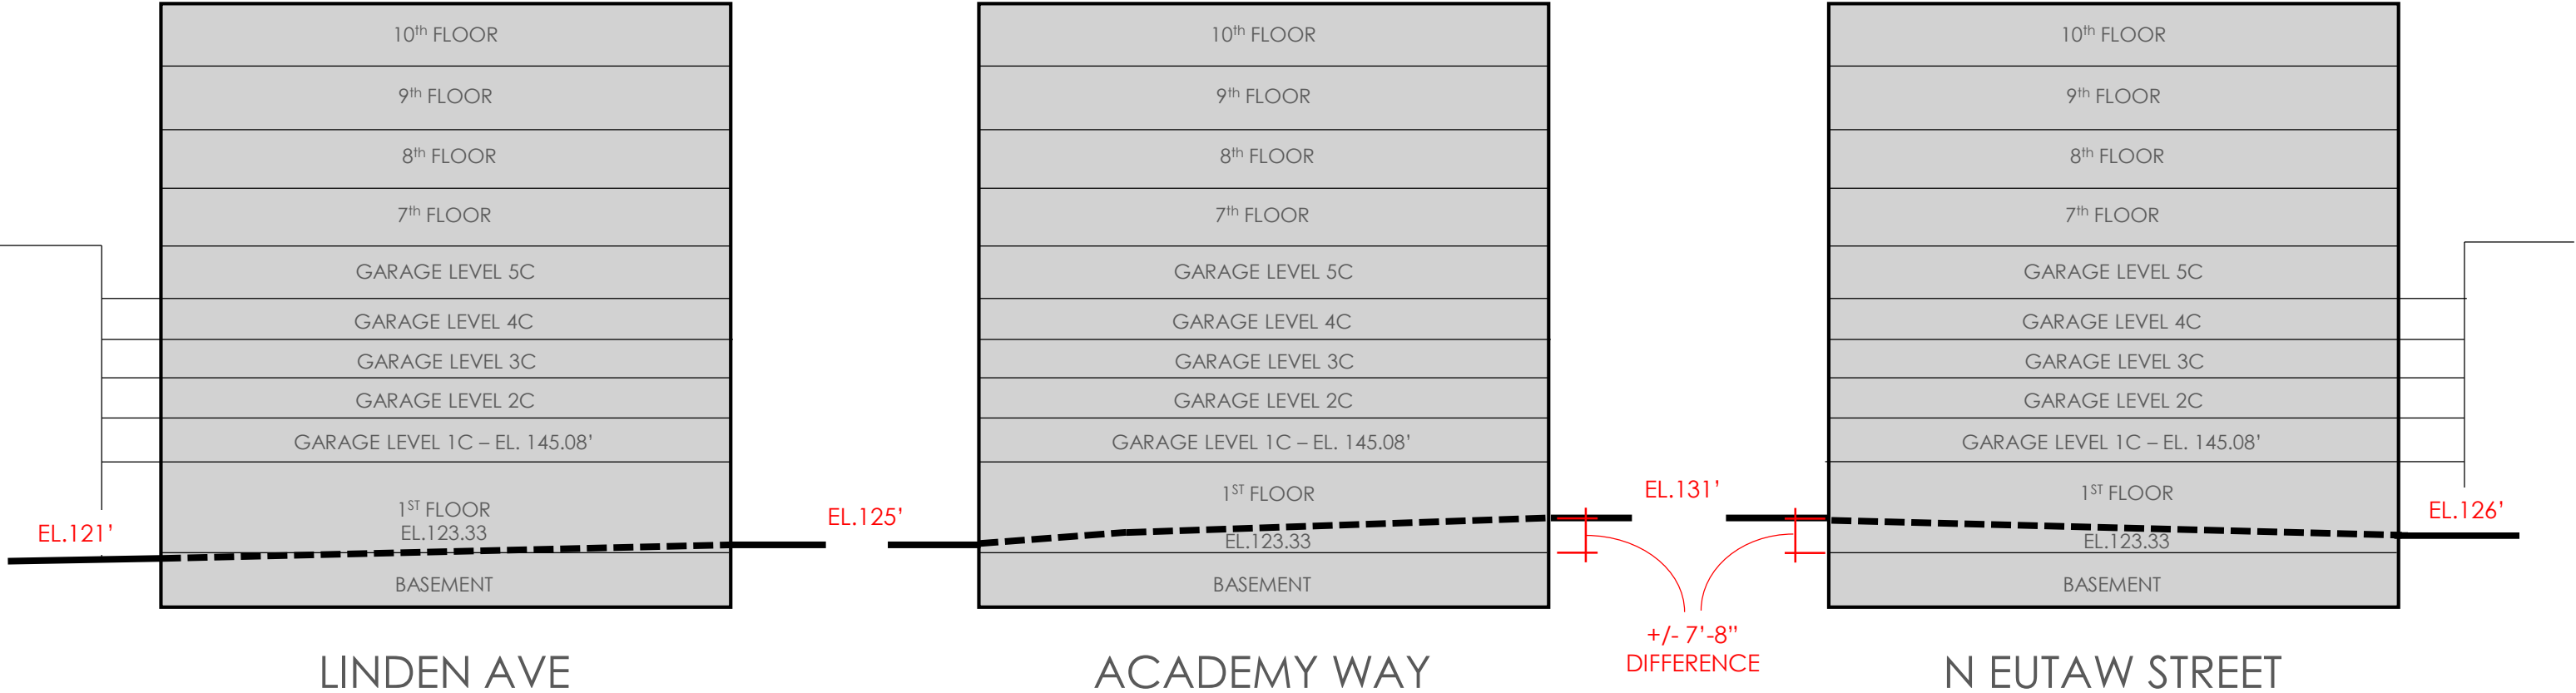 10th FLOOR
9th FLOOR
8th FLOOR
7th FLOOR
GARAGE LEVEL 5C
GARAGE LEVEL 4C
GARAGE LEVEL 3C
GARAGE LEVEL 2C
GARAGE LEVEL 1C – EL. 145.08’
1ST FLOOR
EL.123.33
BASEMENT
EL.121’
EL.125’
LINDEN AVE
10th FLOOR
9th FLOOR
8th FLOOR
7th FLOOR
GARAGE LEVEL 5C
GARAGE LEVEL 4C
GARAGE LEVEL 3C
GARAGE LEVEL 2C
GARAGE LEVEL 1C – EL. 145.08’
1ST FLOOR
EL.123.33
BASEMENT
EL.131’
+/- 7’-8”
DIFFERENCE
ACADEMY WAY
10th FLOOR
9th FLOOR
8th FLOOR
7th FLOOR
GARAGE LEVEL 5C
GARAGE LEVEL 4C
GARAGE LEVEL 3C
GARAGE LEVEL 2C
GARAGE LEVEL 1C – EL. 145.08’
1ST FLOOR
EL.123.33
BASEMENT
EL.126’
N EUTAW STREET